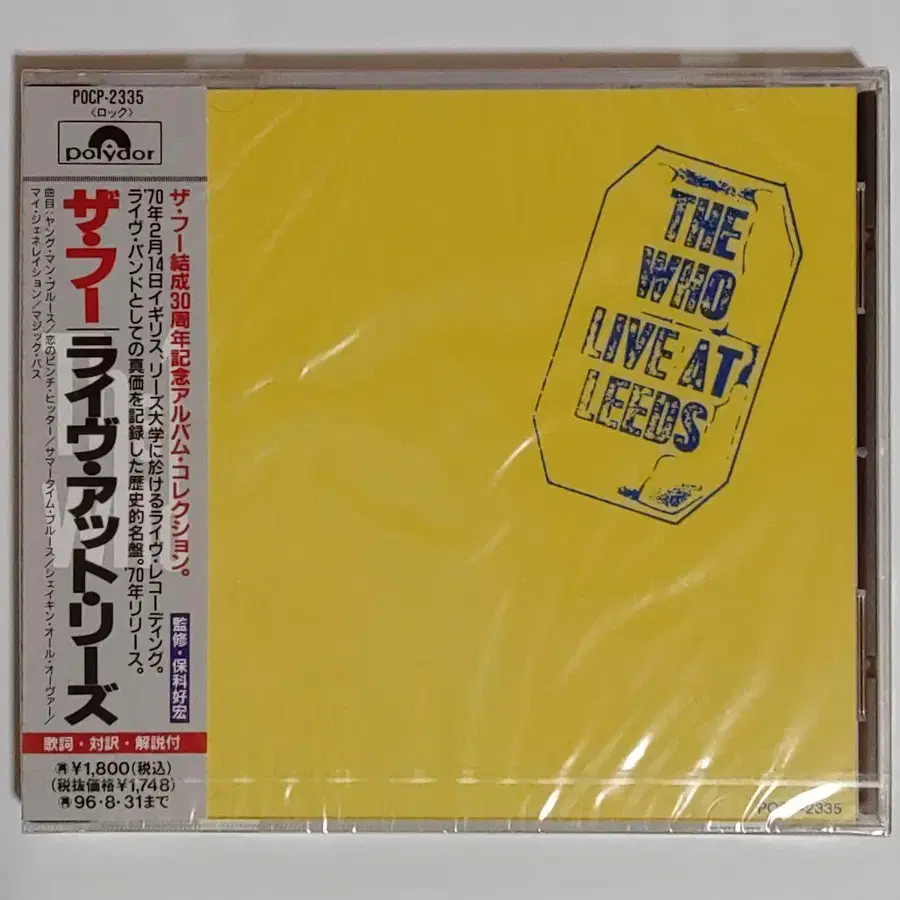 POCP-2335
〈ロック〉
polydor
ザ・フー結成30周年記念アルバム・コレクション。
'70年2月14日イギリス、リーズ大学に於けるライヴ・レコーディング。
ライヴ・バンドとしての真価を記録した歴史的名盤。'70年リリース。
監修・保科好宏
ザ・フー|ライヴ・アット・リーズ
曲目:ヤング・マン・ブルース/恋のピンチ・ヒッター/サマータイム・ブルース/シェイキン・オール・オーヴァー/
マイ・ジェネレイション/マジック・バス
歌詞・対訳・解説付
¥1,800(税込)
(税抜価格¥1,748)
96・8・31まで
THE
WHO
LIVE AT
LEEDS
POCP-2335